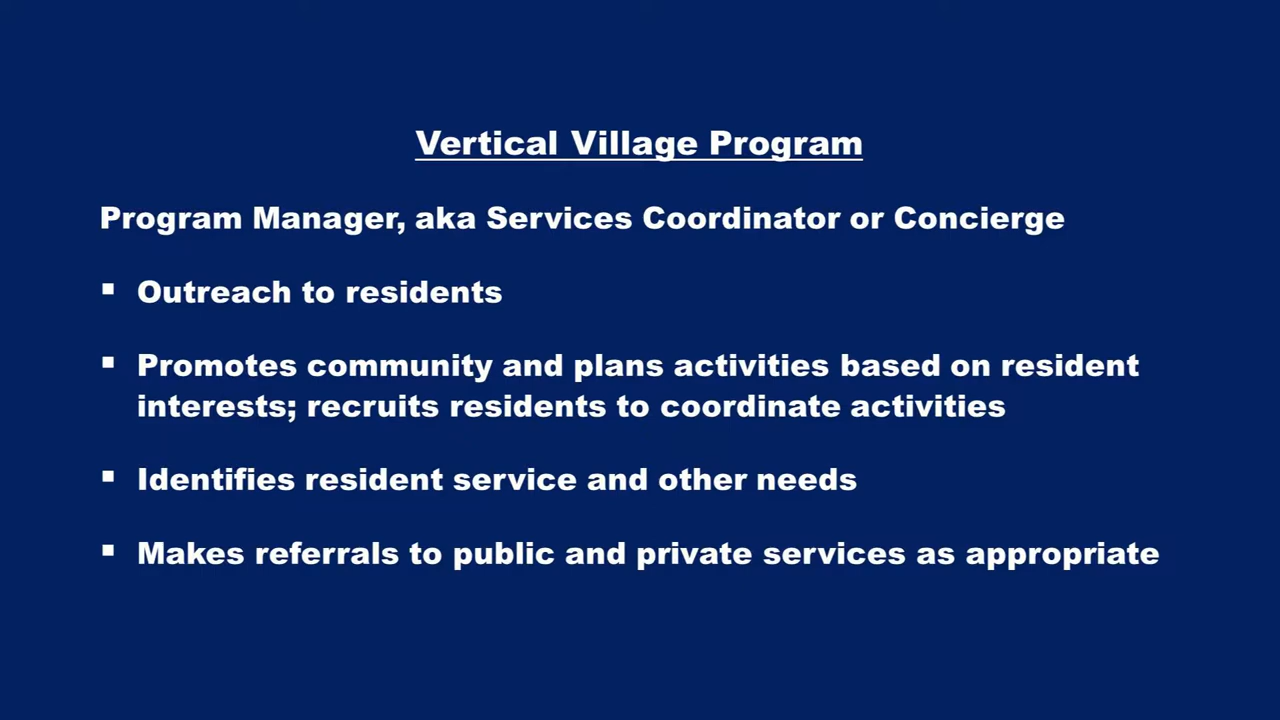 Vertical Village Program
Program Manager, aka Services Coordinator or Concierge
▪ Outreach to residents
▪ Promotes community and plans activities based on resident
interests; recruits residents to coordinate activities
▪ Identifies resident service and other needs
▪ Makes referrals to public and private services as appropriate